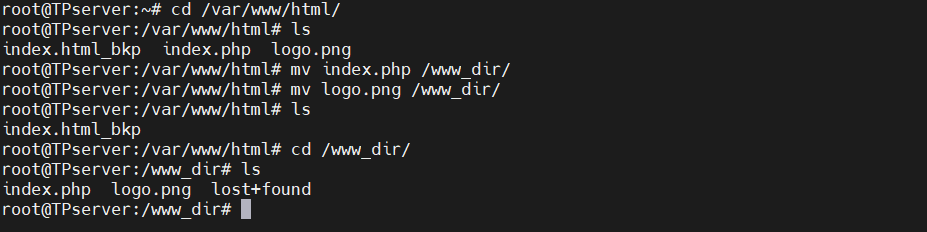 root@TPserver:~# cd /var/www/html/
root@TPserver:/var/www/html# ls
index.html_bkp  index.php  logo.png
root@TPserver:/var/www/html# mv index.php /www_dir/
root@TPserver:/var/www/html# mv logo.png /www_dir/
root@TPserver:/var/www/html# ls
index.html_bkp
root@TPserver:/var/www/html# cd /www_dir/
root@TPserver:/www_dir# ls
index.php  logo.png  lost+found
root@TPserver:/www_dir#